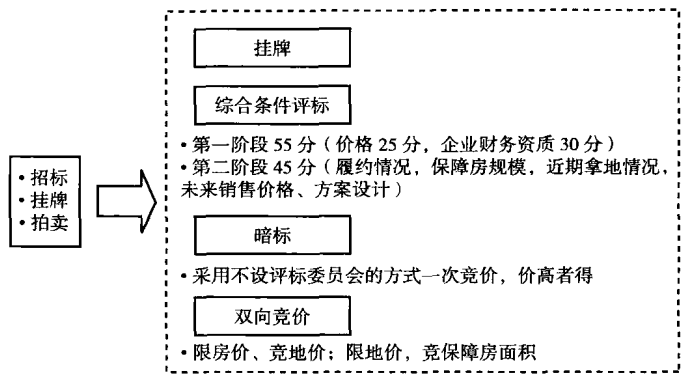 • 招标
• 挂牌
• 拍卖
挂牌
综合条件评标
• 第一阶段 55 分（价格 25 分，企业财务资质 30 分）
• 第二阶段 45 分（履约情况，保障房规模，近期拿地情况，
未来销售价格、方案设计）
暗标
• 采用不设评标委员会的方式一次竞价，价高者得
双向竞价
• 限房价、竞地价；限地价，竞保障房面积